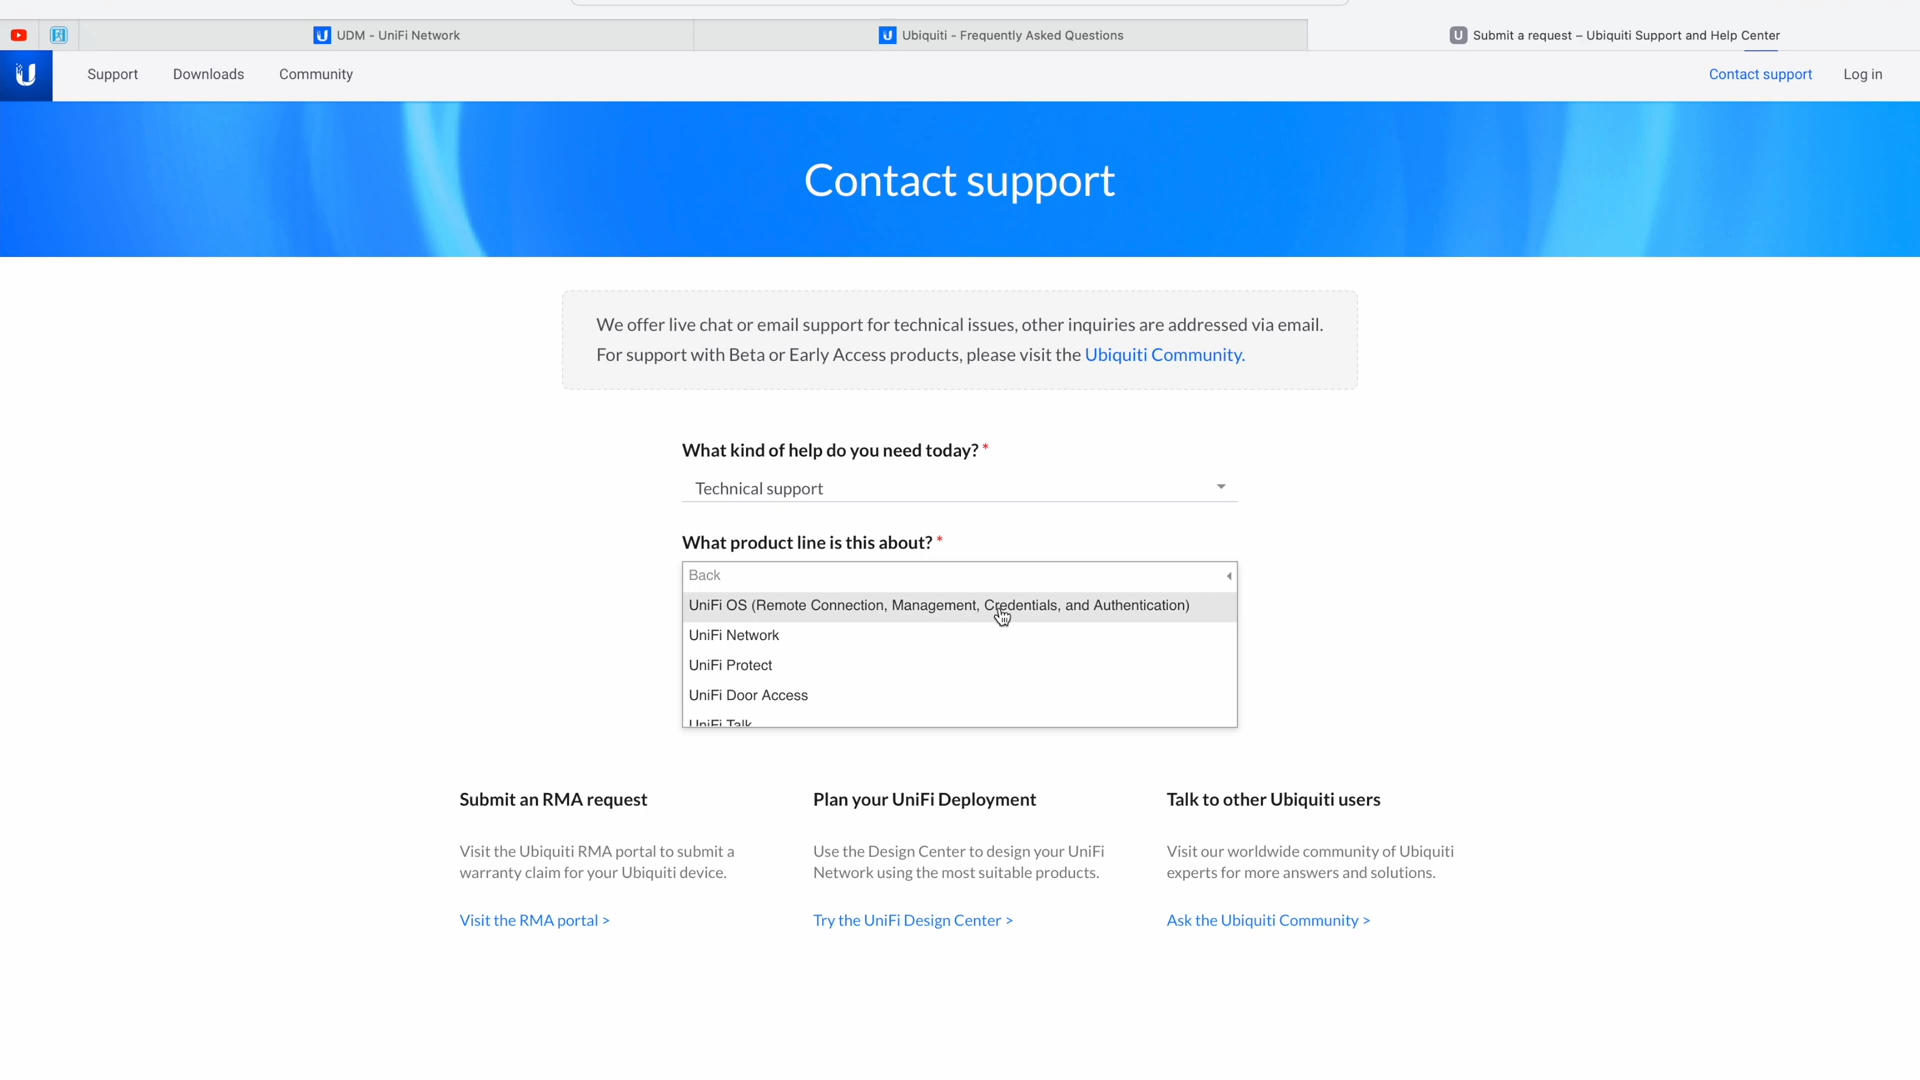 UDM - UniFi Network
Ubiquiti - Frequently Asked Questions
Submit a request – Ubiquiti Support and Help Center
Support
Downloads
Community
Contact support
Log in
Contact support
We offer live chat or email support for technical issues, other inquiries are addressed via email.
For support with Beta or Early Access products, please visit the Ubiquiti Community.
What kind of help do you need today? *
Technical support
What product line is this about? *
Back
UniFi OS (Remote Connection, Management, Credentials, and Authentication)
UniFi Network
UniFi Protect
UniFi Door Access
UniFi Talk
Submit an RMA request
Visit the Ubiquiti RMA portal to submit a
warranty claim for your Ubiquiti device.
Visit the RMA portal >
Plan your UniFi Deployment
Use the Design Center to design your UniFi
Network using the most suitable products.
Try the UniFi Design Center >
Talk to other Ubiquiti users
Visit our worldwide community of Ubiquiti
experts for more answers and solutions.
Ask the Ubiquiti Community >